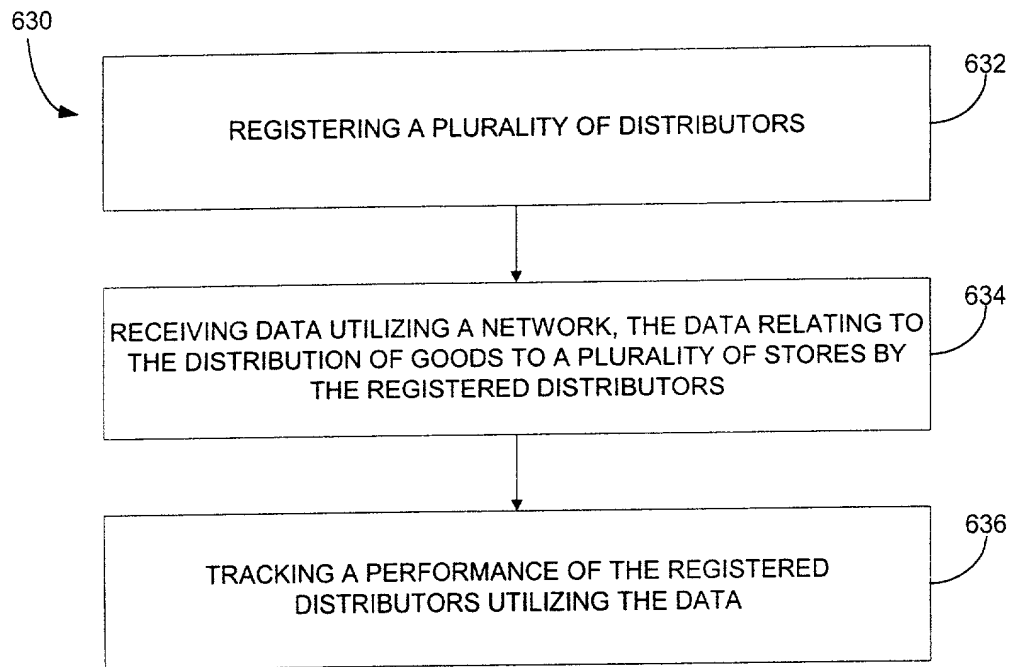 630
632
REGISTERING A PLURALITY OF DISTRIBUTORS
634
RECEIVING DATA UTILIZING A NETWORK, THE DATA RELATING TO
THE DISTRIBUTION OF GOODS TO A PLURALITY OF STORES BY
THE REGISTERED DISTRIBUTORS
636
TRACKING A PERFORMANCE OF THE REGISTERED
DISTRIBUTORS UTILIZING THE DATA